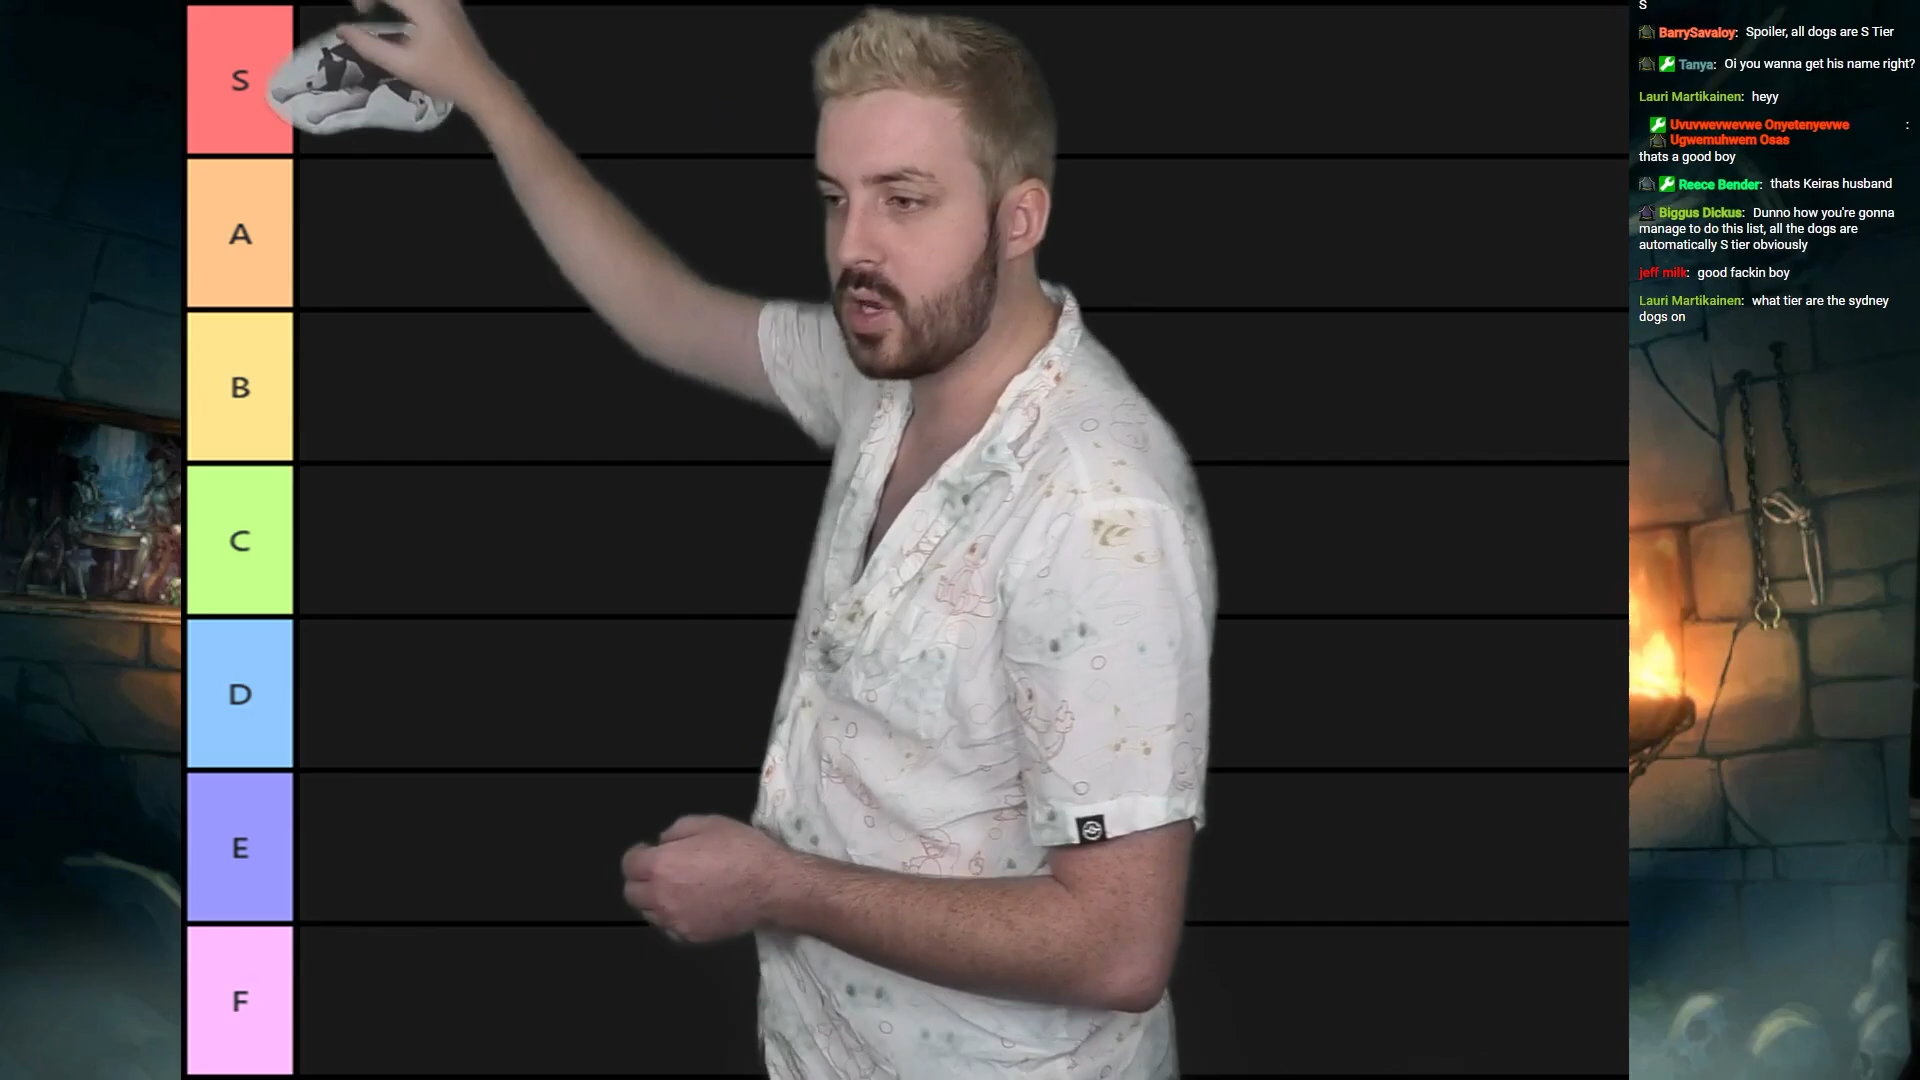 S
A
B
C
D
E
F
S
BarrySavaloy: Spoiler, all dogs are S Tier
Tanya: Oi you wanna get his name right?
Lauri Martikainen: heyy
Uvuvwevwevwe Onyetenyevwe :
Ugwemuhwem Osas
thats a good boy
Reece Bender: thats Keiras husband
Biggus Dickus: Dunno how you're gonna
manage to do this list, all the dogs are
automatically S tier obviously
jeff milk: good fackin boy
Lauri Martikainen: what tier are the sydney
dogs on